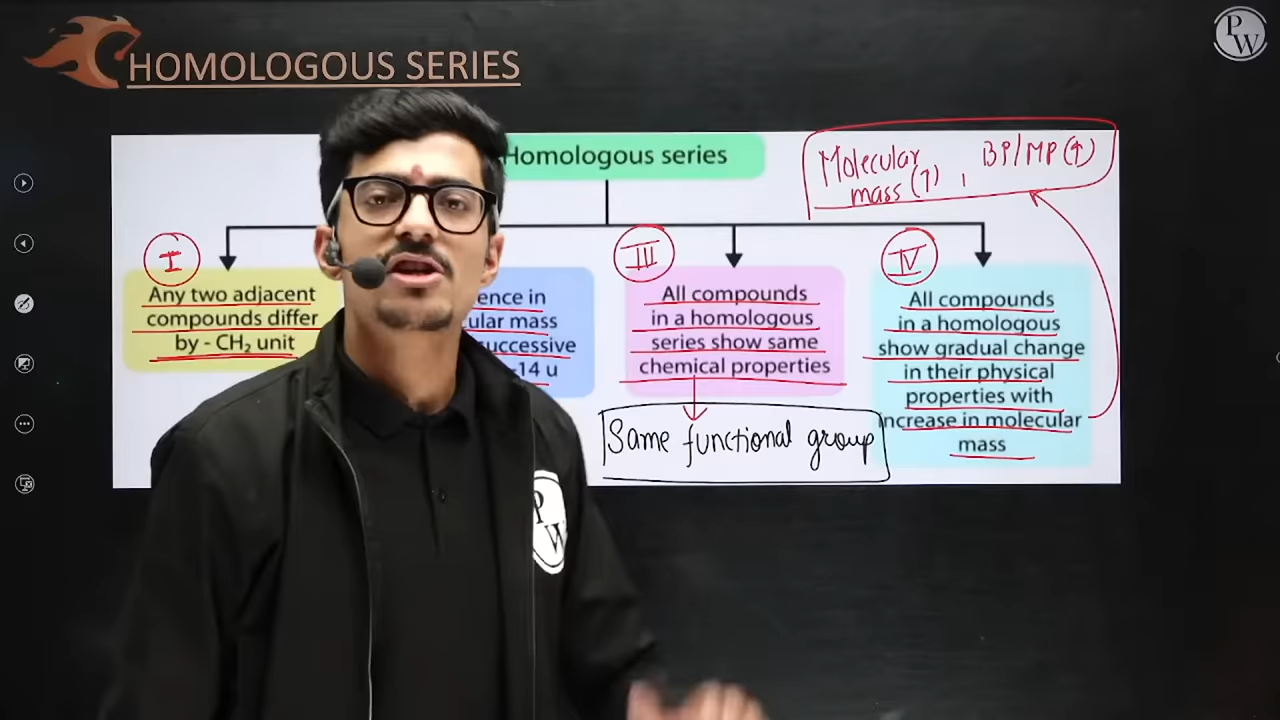 HOMOLOGOUS SERIES
PW
Homologous series
Molecular mass (↑), BP/MP (↑)
I
III
IV
Any two adjacent
compounds differ
by - CH₂ unit
ence in
ular mass
successive
-14 u
All compounds
in a homologous
series show same
chemical properties
Same functional group
All compounds
in a homologous
show gradual change
in their physical
properties with
increase in molecular
mass
PW